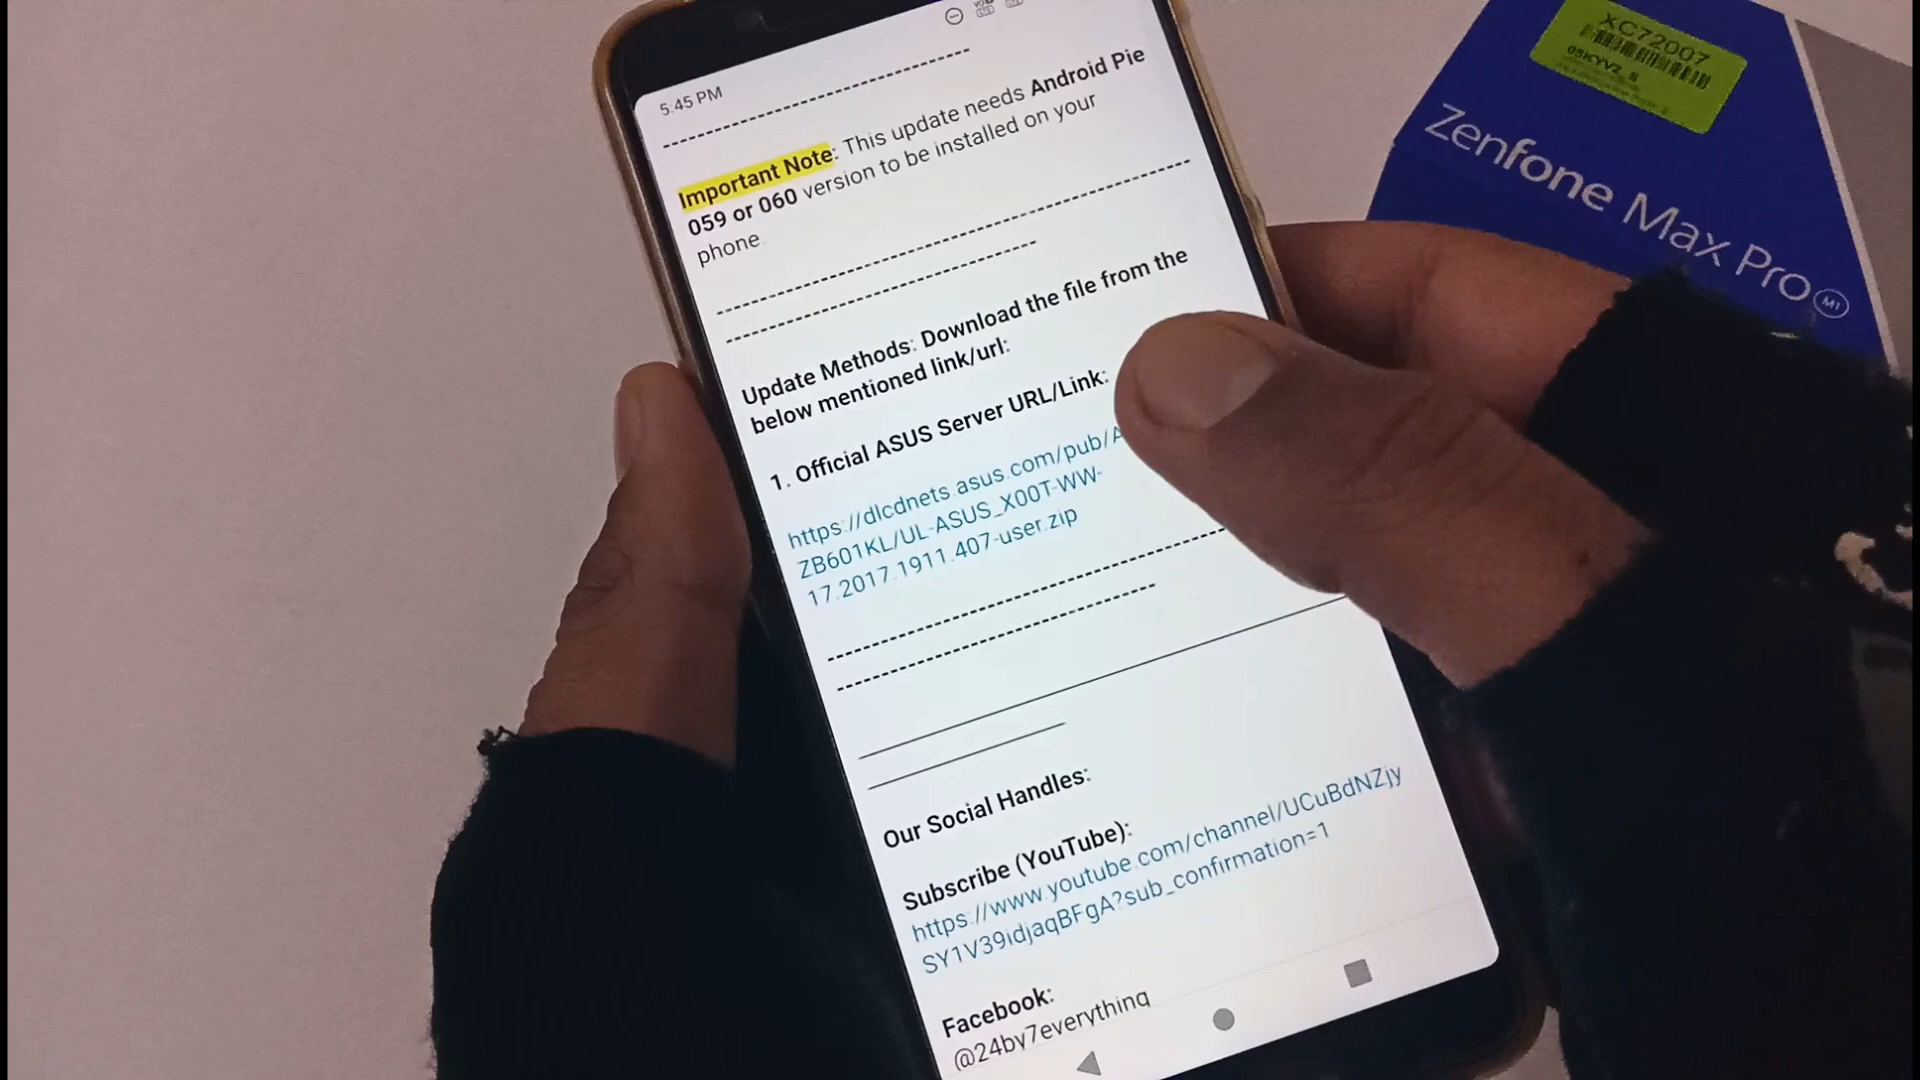 5:45 PM
Important Note: This update needs Android Pie
059 or 060 version to be installed on your
phone.
Update Methods: Download the file from the
below mentioned link/url:
1. Official ASUS Server URL/Link:
https://dlcdnets.asus.com/pub/A
ZB601KL/UL-ASUS_X00T-WW-
17.2017.1911.407-user.zip
Our Social Handles:
Subscribe (YouTube):
https://www.youtube.com/channel/UCuBdNZjy
SY1V39idjaqBFgA?sub_confirmation=1
Facebook:
@24by7everything
XC72007
Zenfone Max Pro M1